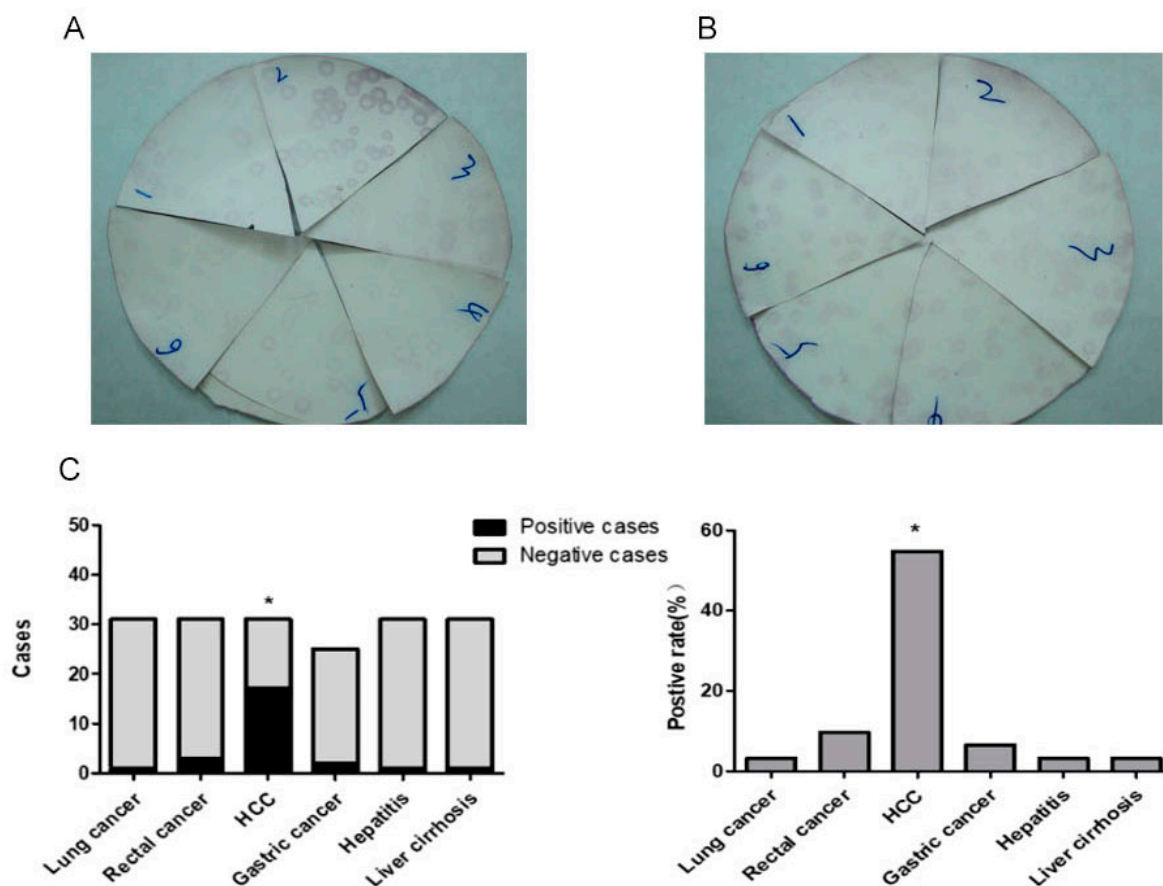 A
B
2
1
3
4
5
6
2
1
3
6
5
C
50
40
30
20
10
0
Cases
Positive cases
Negative cases
*
Lung cancer
Rectal cancer
HCC
Gastric cancer
Hepatitis
Liver cirrhosis
60
40
20
0
Postive rate(%)
*
Lung cancer
Rectal cancer
HCC
Gastric cancer
Hepatitis
Liver cirrhosis